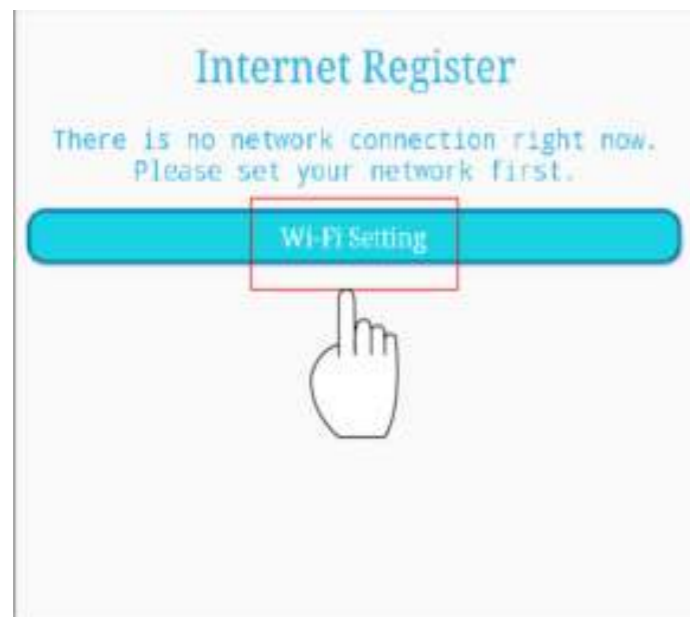 Internet Register
There is no network connection right now.
Please set your network first.
Wi-Fi Setting